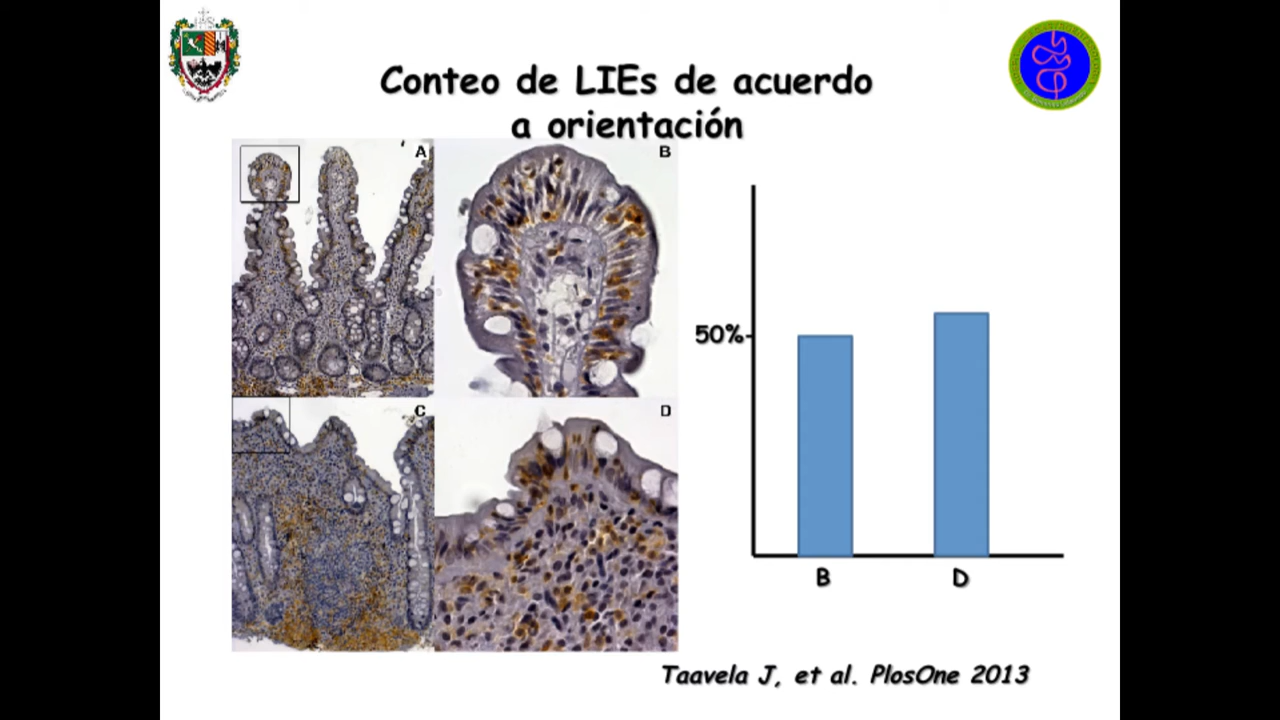 Conteo de LIEs de acuerdo
a orientación
A
B
C
D
50%
B
D
Taavela J, et al. PlosOne 2013